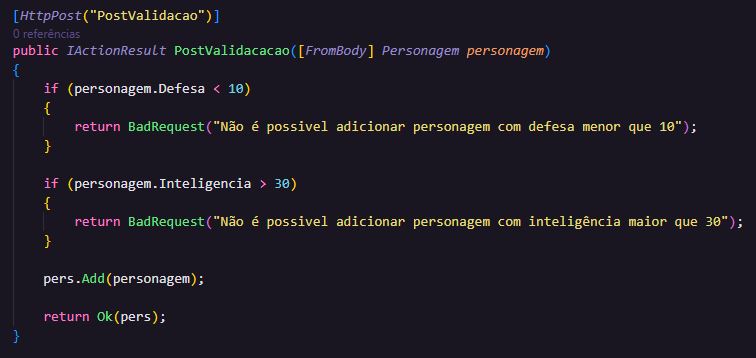 [HttpPost("PostValidacao")]
0 referências
public IActionResult PostValidacacao([FromBody] Personagem personagem)
{
if (personagem.Defesa < 10)
{
return BadRequest("Não é possivel adicionar personagem com defesa menor que 10");
}
if (personagem.Inteligencia > 30)
{
return BadRequest("Não é possivel adicionar personagem com inteligência maior que 30");
}
pers.Add(personagem);
return Ok(pers);
}